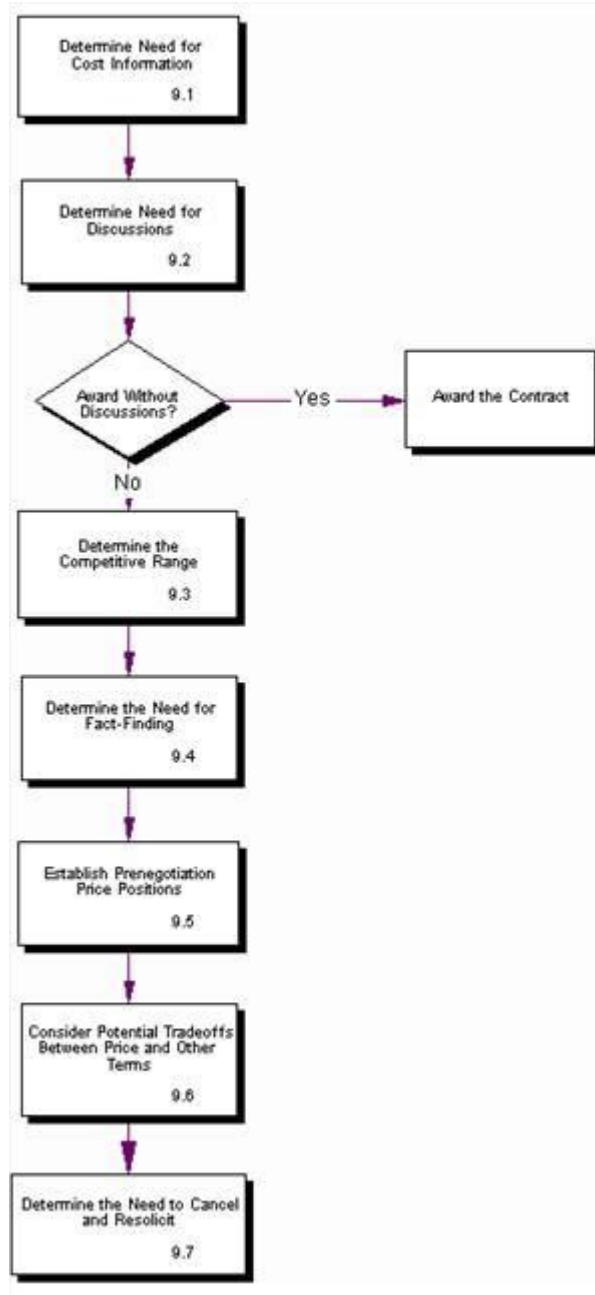 Determine Need for
Cost Information
9.1
Determine Need for
Discussions
9.2
Award Without
Discussions?
Yes
Award the Contract
No
Determine the
Competitive Range
9.3
Determine the Need for
Fact-Finding
9.4
Establish Prenegotiation
Price Positions
9.5
Consider Potential Tradeoffs
Between Price and Other
Terms
9.6
Determine the Need to Cancel
and Resolicit
9.7